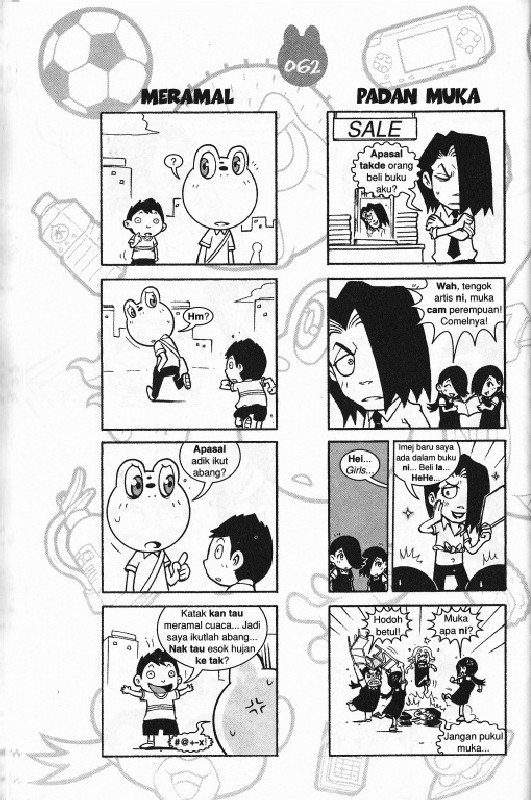 062
MERAMAL
?
Hm?
Apasal
adik ikut
abang?
Katak kan tau
meramal cuaca... Jadi
saya ikutlah abang...
Nak tau esok hujan
ke tak?
#@+-x!
PADAN MUKA
SALE
Apasal
takde orang
beli buku
aku?
Wah, tengok
artis ni, muka
cam perempuan!
Comelnya!
Hei...
Girls...
Imej baru saya
ada dalam buku
ni... Beli la...
HeHe...
Hodoh
betul!
Muka
apa ni?
Jangan pukul
muka...